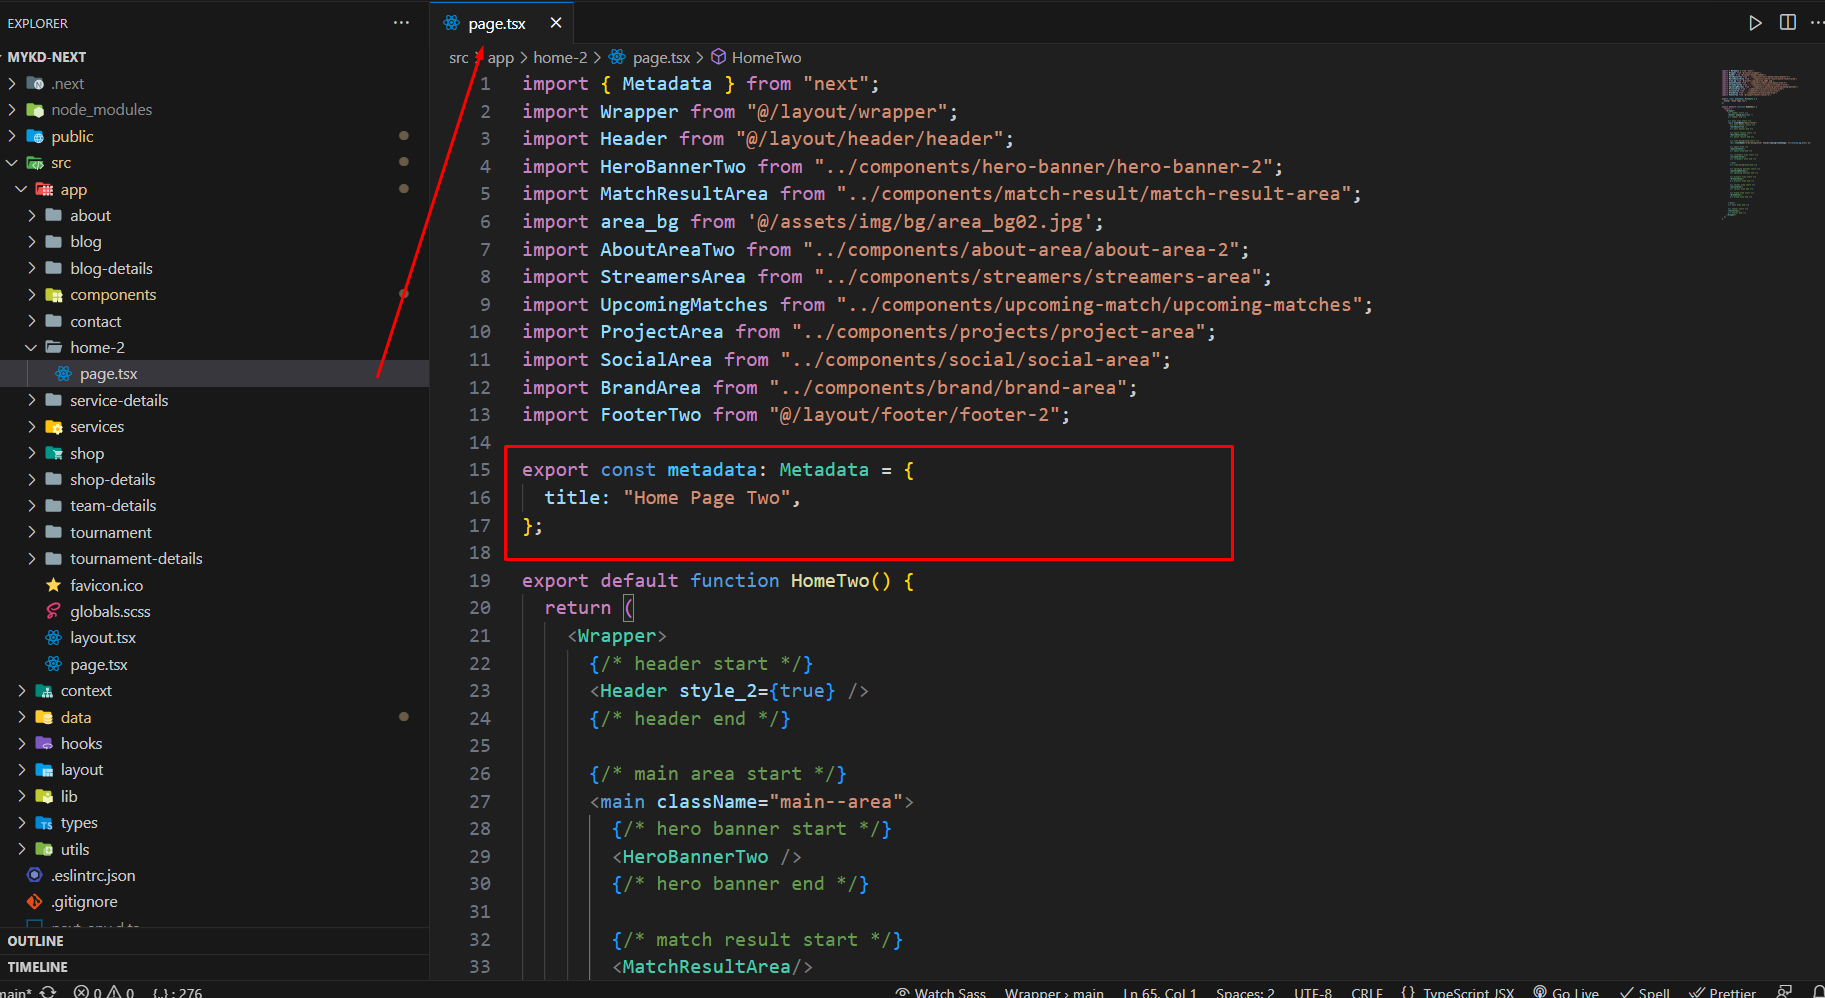 EXPLORER
MYKD-NEXT
.next
node_modules
public
src
app
about
blog
blog-details
components
contact
home-2
page.tsx
service-details
services
shop
shop-details
team-details
tournament
tournament-details
favicon.ico
globals.scss
layout.tsx
page.tsx
context
data
hooks
layout
lib
types
utils
.eslintrc.json
.gitignore
OUTLINE
TIMELINE
page.tsx
src > app > home-2 > page.tsx > HomeTwo
1 import { Metadata } from "next";
2 import Wrapper from "@/layout/wrapper";
3 import Header from "@/layout/header/header";
4 import HeroBannerTwo from "../components/hero-banner/hero-banner-2";
5 import MatchResultArea from "../components/match-result/match-result-area";
6 import area_bg from '@/assets/img/bg/area_bg02.jpg';
7 import AboutAreaTwo from "../components/about-area/about-area-2";
8 import StreamersArea from "../components/streamers/streamers-area";
9 import UpcomingMatches from "../components/upcoming-match/upcoming-matches";
10 import ProjectArea from "../components/projects/project-area";
11 import SocialArea from "../components/social/social-area";
12 import BrandArea from "../components/brand/brand-area";
13 import FooterTwo from "@/layout/footer/footer-2";
14
15 export const metadata: Metadata = {
16 title: "Home Page Two",
17 };
18
19 export default function HomeTwo() {
20 return (
21 <Wrapper>
22 {/* header start */}
23 <Header style_2={true} />
24 {/* header end */}
25
26 {/* main area start */}
27 <main className="main--area">
28 {/* hero banner start */}
29 <HeroBannerTwo />
30 {/* hero banner end */}
31
32 {/* match result start */}
33 <MatchResultArea/>
main* 0 0 {..} : 276 Watch Sass Wrapper > main Ln 65, Col 1 Spaces: 2 UTF-8 CRLF {} TypeScript JSX Go Live Spell Prettier